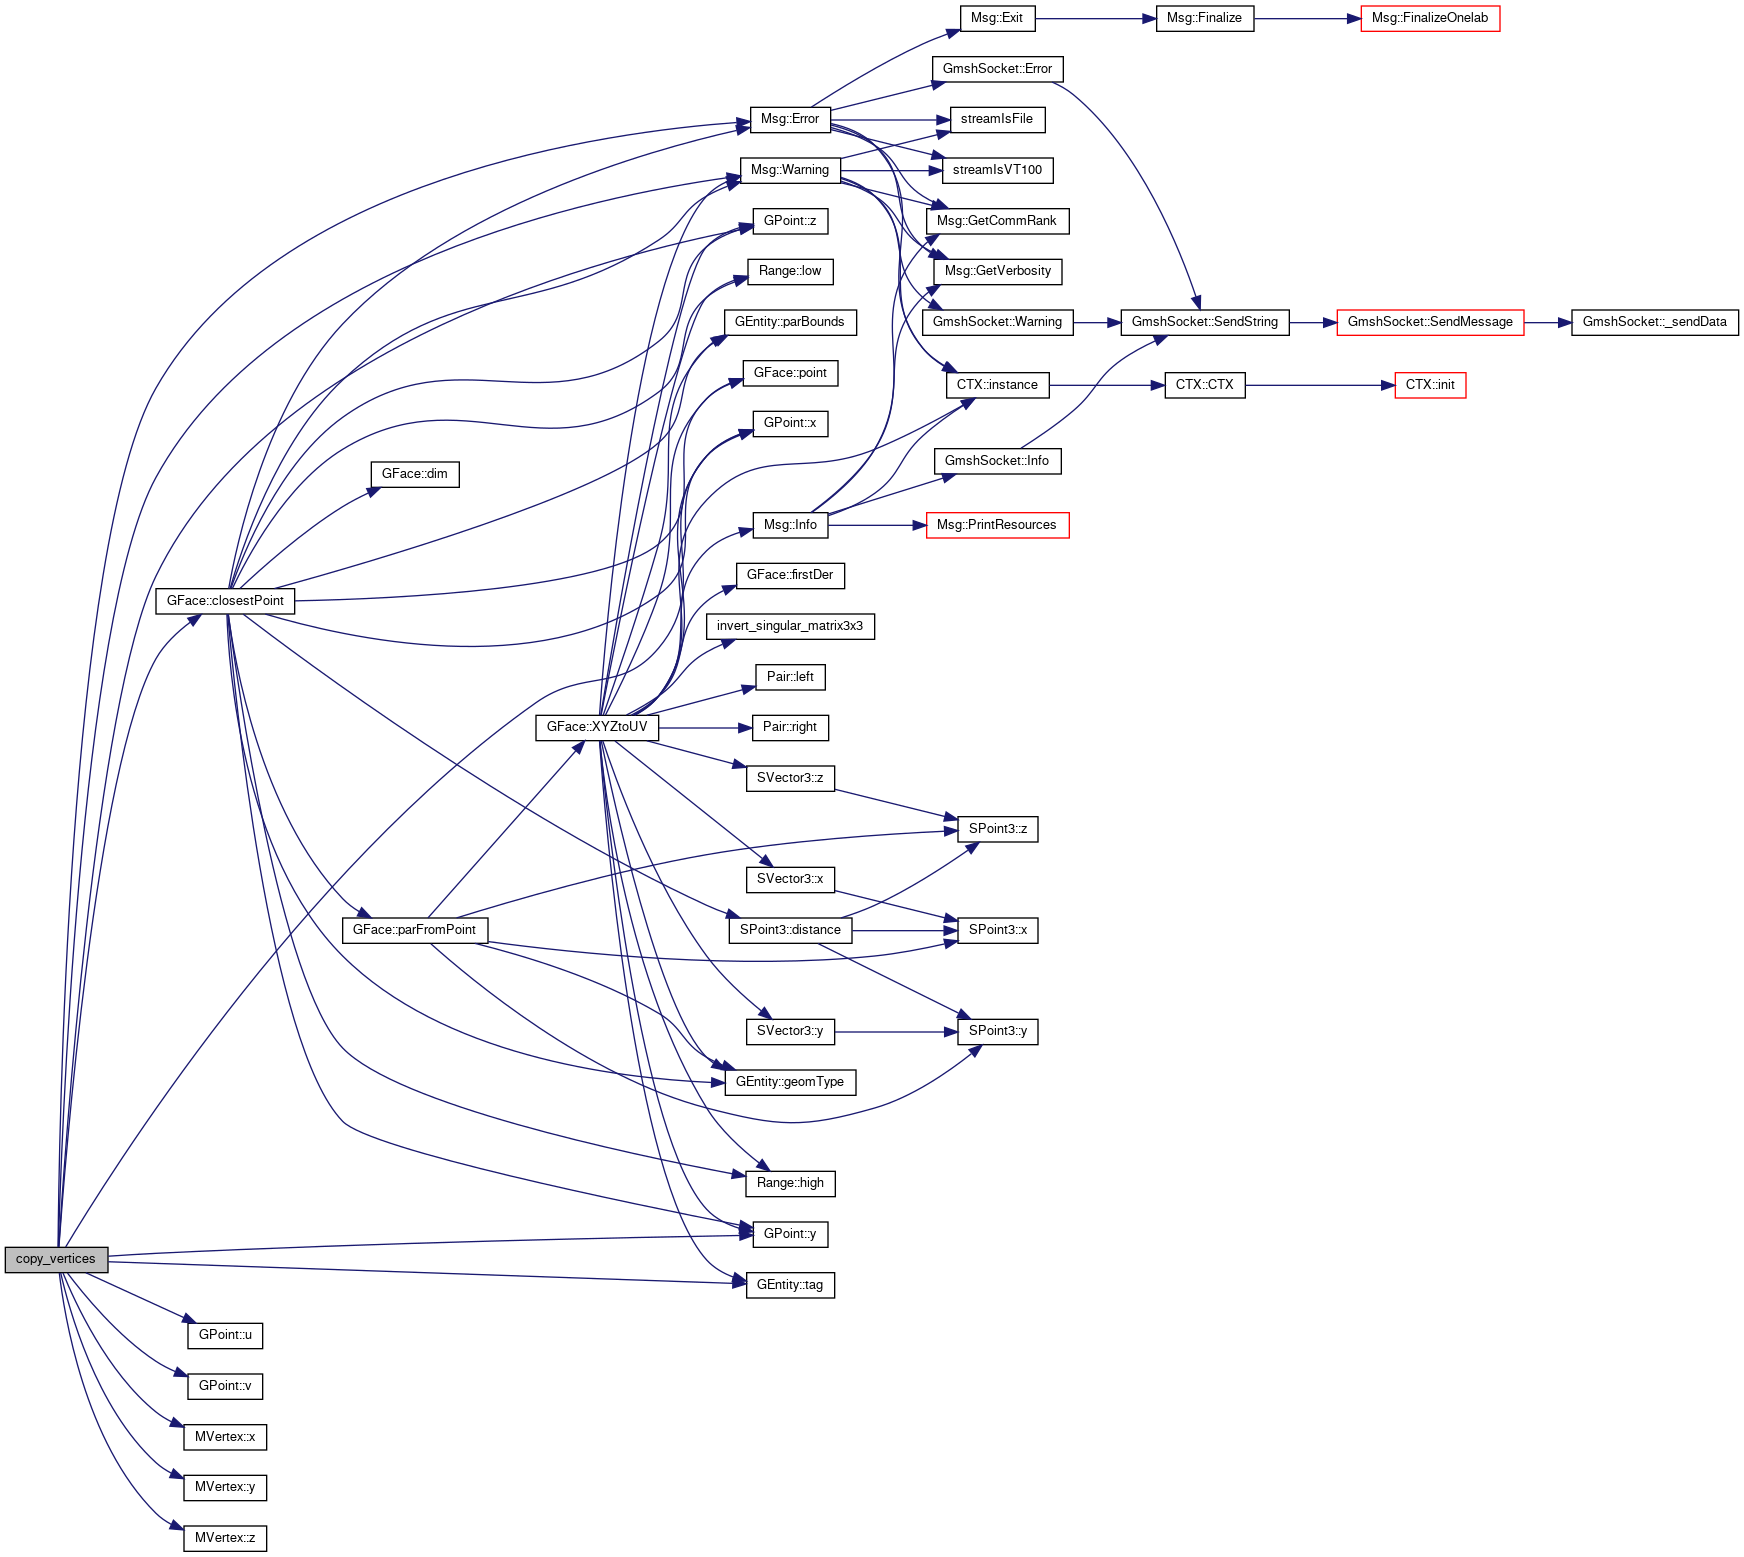 Msg::Exit
Msg::Finalize
Msg::FinalizeOnelab
GmshSocket::Error
Msg::Error
streamIsFile
Msg::Warning
streamIsVT100
GPoint::z
Msg::GetCommRank
Range::low
Msg::GetVerbosity
GEntity::parBounds
GmshSocket::Warning
GmshSocket::SendString
GmshSocket::SendMessage
GmshSocket::_sendData
GFace::point
CTX::instance
CTX::CTX
CTX::init
GPoint::x
GFace::dim
GmshSocket::Info
Msg::Info
Msg::PrintResources
GFace::firstDer
GFace::closestPoint
invert_singular_matrix3x3
Pair::left
GFace::XYZtoUV
Pair::right
SVector3::z
SPoint3::z
SVector3::x
GFace::parFromPoint
SPoint3::distance
SPoint3::x
SVector3::y
SPoint3::y
GEntity::geomType
Range::high
GPoint::y
copy_vertices
GEntity::tag
GPoint::u
GPoint::v
MVertex::x
MVertex::y
MVertex::z